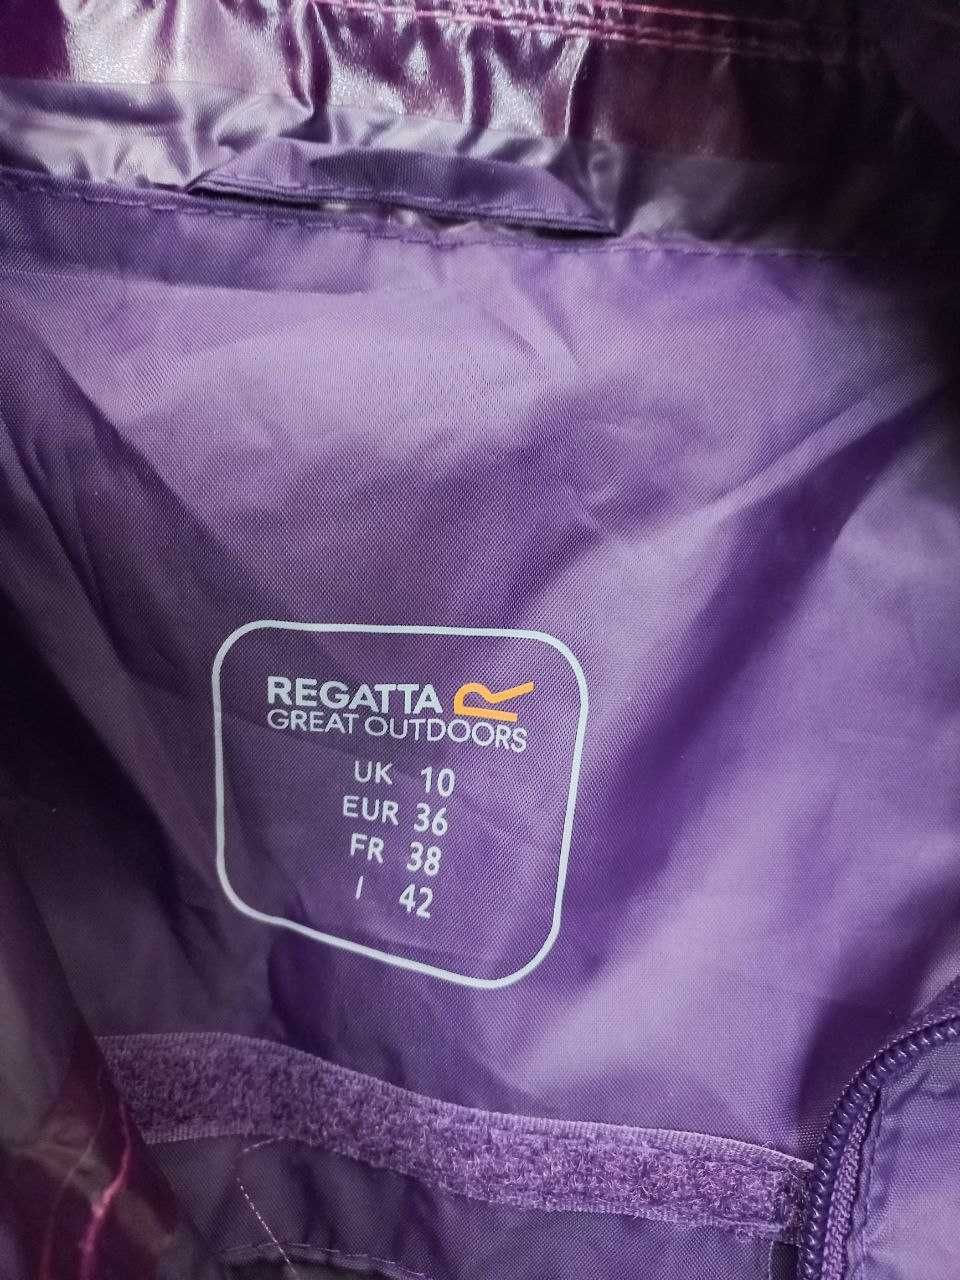 REGATTA
GREAT OUTDOORS
UK 10
EUR 36
FR 38
I 42